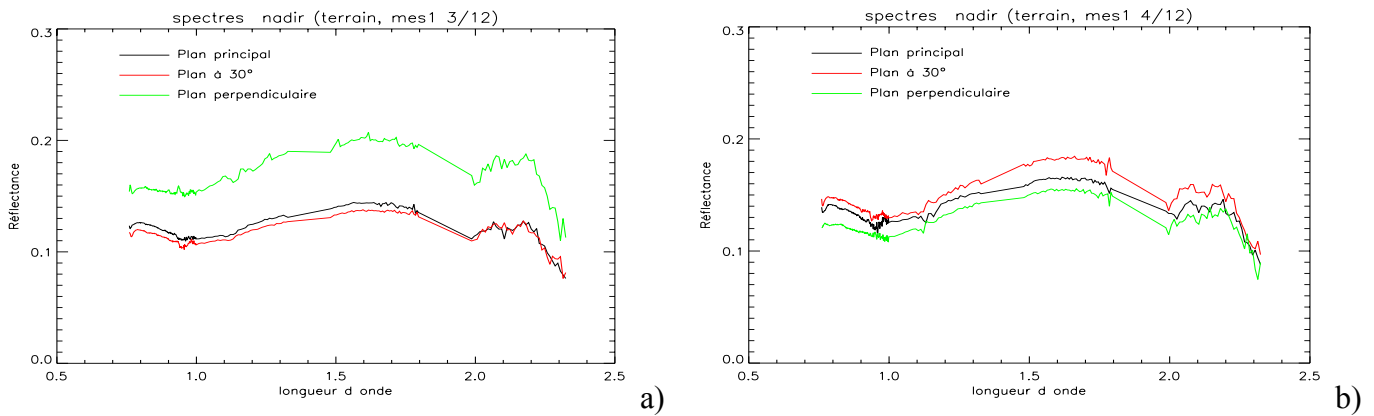 spectres nadir (terrain, mes1 3/12)
0.3
Plan principal
Plan à 30°
Plan perpendiculaire
0.2
Réflectance
0.1
0.0
0.5 1.0 1.5 2.0 2.5
longueur d onde
a)
spectres nadir (terrain, mes1 4/12)
0.3
Plan principal
Plan à 30°
Plan perpendiculaire
0.2
Réflectance
0.1
0.0
0.5 1.0 1.5 2.0 2.5
longueur d onde
b)